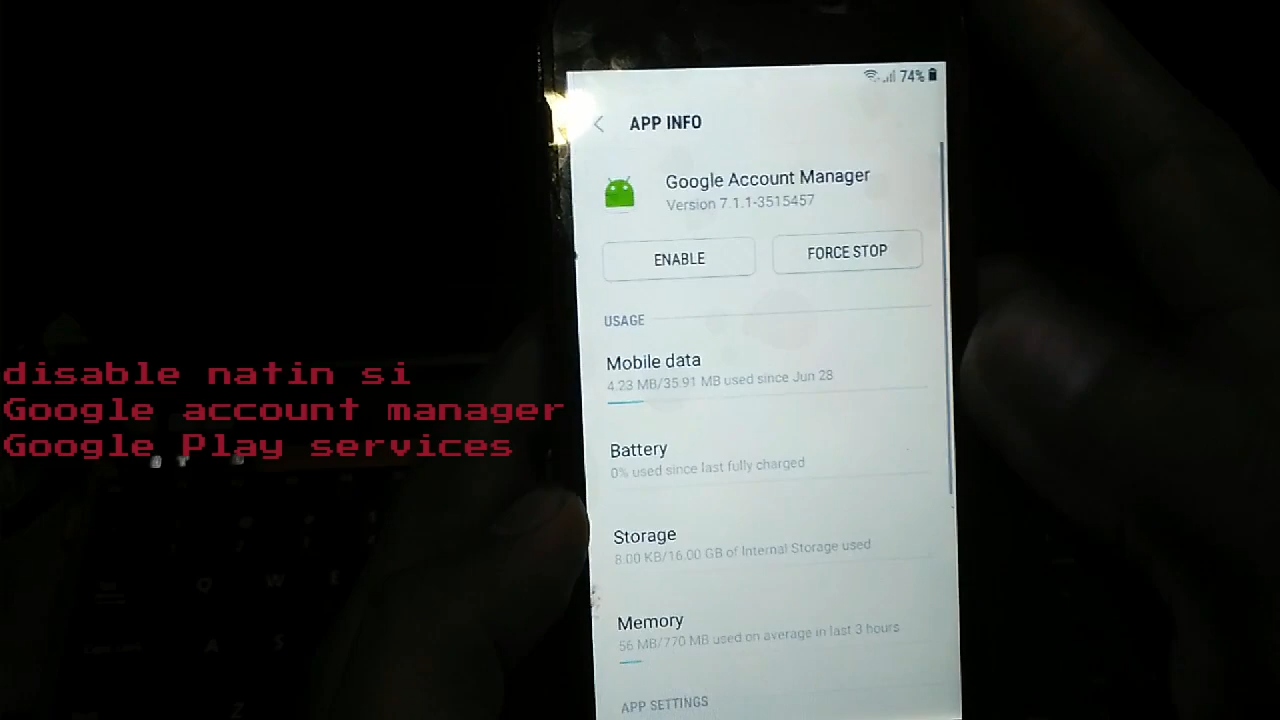 74%
APP INFO
Google Account Manager
Version 7.1.1-3515457
ENABLE
FORCE STOP
USAGE
Mobile data
4.23 MB/35.91 MB used since Jun 28
Battery
0% used since last fully charged
Storage
8.00 KB/16.00 GB of Internal Storage used
Memory
56 MB/770 MB used on average in last 3 hours
APP SETTINGS
disable natin si
Google account manager
Google Play services
Q W E
A S
Z